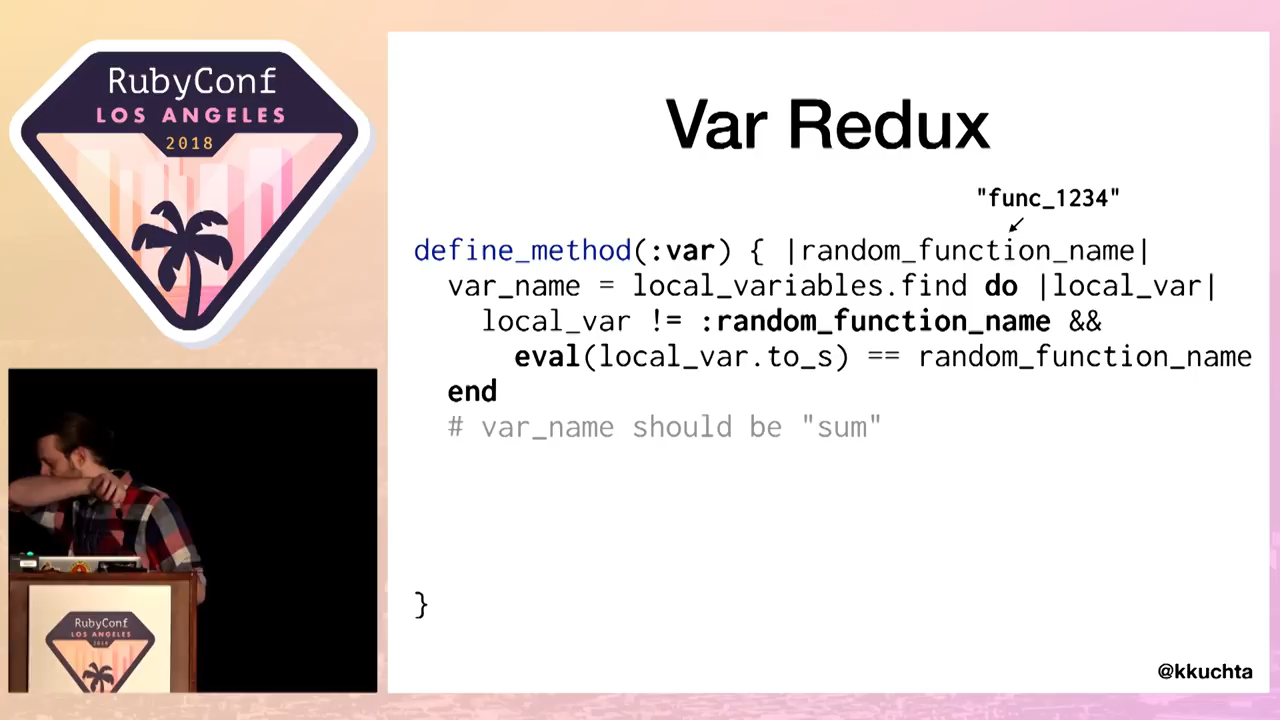 RubyConf
LOS ANGELES
2018
Var Redux
"func_1234"
define_method(:var) { |random_function_name|
  var_name = local_variables.find do |local_var|
    local_var != :random_function_name &&
      eval(local_var.to_s) == random_function_name
  end
  # var_name should be "sum"
}
@kkuchta
RubyConf
LOS ANGELES
2018